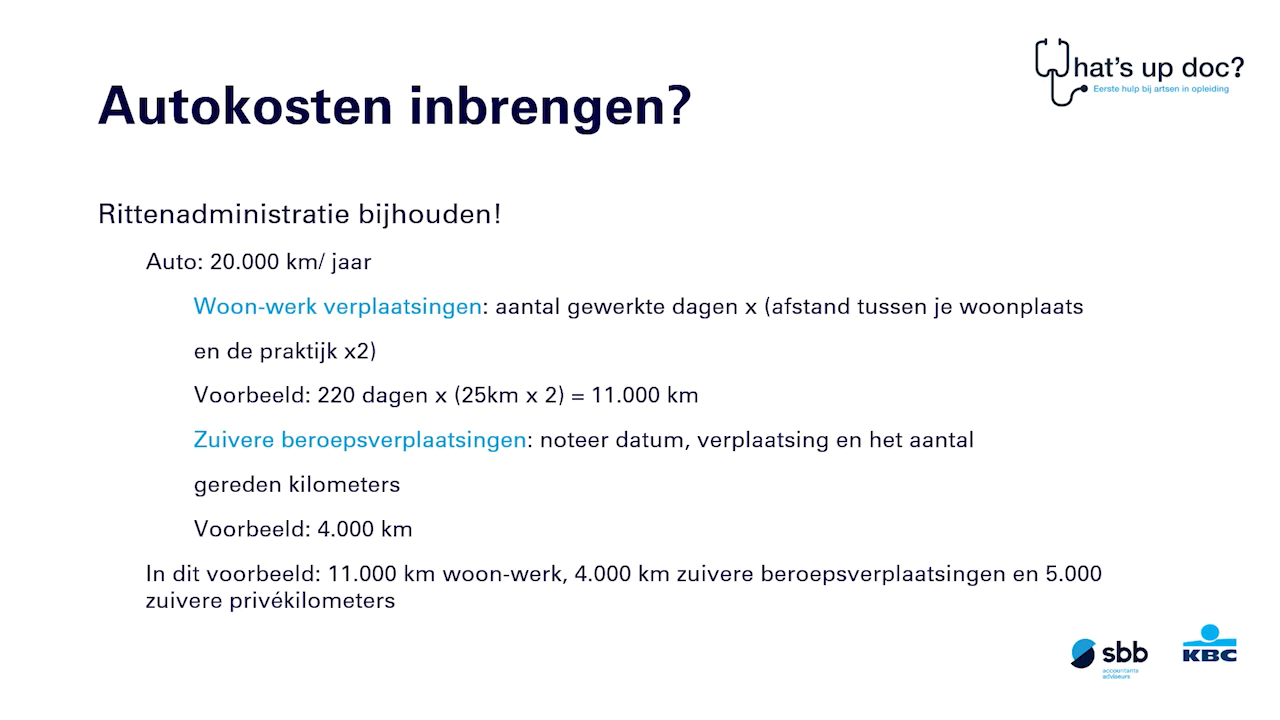 hat's up doc?
Eerste hulp bij artsen in opleiding
Autokosten inbrengen?
Rittenadministratie bijhouden!
Auto: 20.000 km/ jaar
Woon-werk verplaatsingen: aantal gewerkte dagen x (afstand tussen je woonplaats
en de praktijk x2)
Voorbeeld: 220 dagen x (25km x 2) = 11.000 km
Zuivere beroepsverplaatsingen: noteer datum, verplaatsing en het aantal
gereden kilometers
Voorbeeld: 4.000 km
In dit voorbeeld: 11.000 km woon-werk, 4.000 km zuivere beroepsverplaatsingen en 5.000
zuivere privékilometers
sbb
accountants
adviseurs
KBC